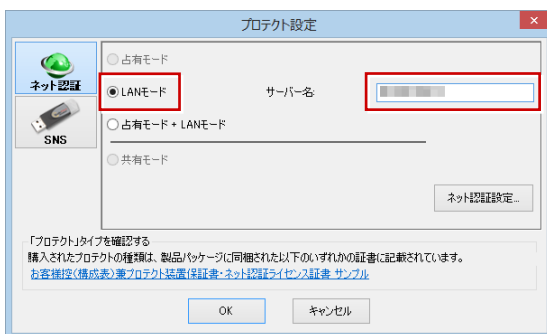 プロテクト設定
ネット認証
SNS
占有モード
LANモード
サーバー名:
占有モード + LANモード
共有モード
ネット認証設定...
「プロテクト」タイプを確認する
購入されたプロテクトの種類は、製品パッケージに同梱された以下のいずれかの証書に記載されています。
お客様控(構成表)兼プロテクト装置保証書・ネット認証ライセンス証書 サンプル
OK
キャンセル